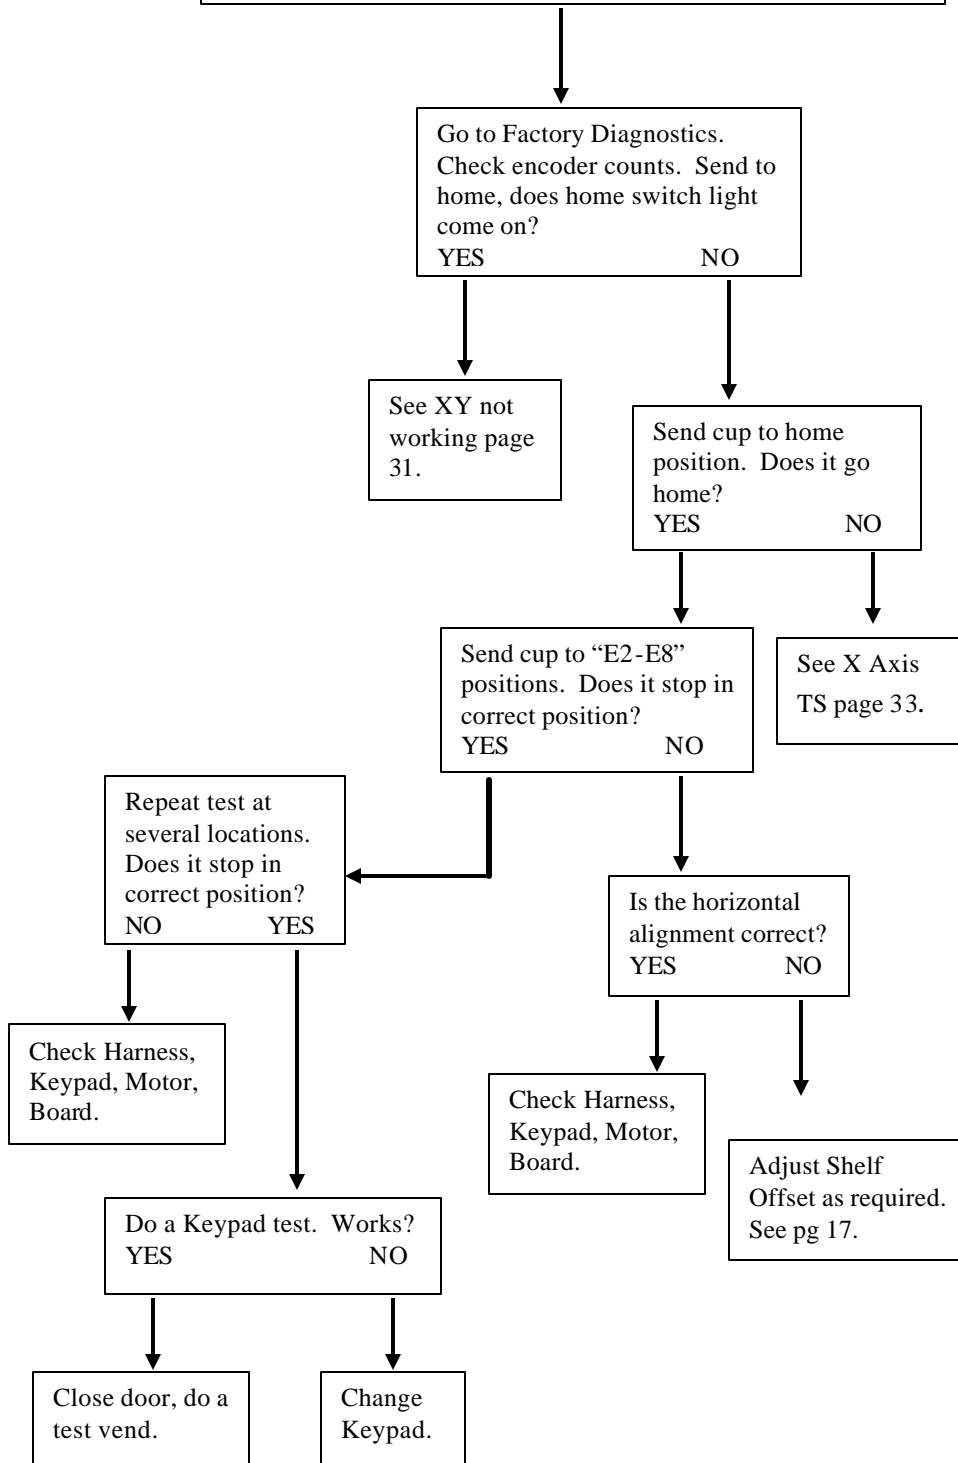 Go to Factory Diagnostics.
Check encoder counts. Send to
home, does home switch light
come on?
YES NO
See XY not
working page
31.
Send cup to home
position. Does it go
home?
YES NO
Send cup to “E2-E8”
positions. Does it stop in
correct position?
YES NO
See X Axis
TS page 33.
Repeat test at
several locations.
Does it stop in
correct position?
NO YES
Is the horizontal
alignment correct?
YES NO
Check Harness,
Keypad, Motor,
Board.
Check Harness,
Keypad, Motor,
Board.
Adjust Shelf
Offset as required.
See pg 17.
Do a Keypad test. Works?
YES NO
Close door, do a
test vend.
Change
Keypad.